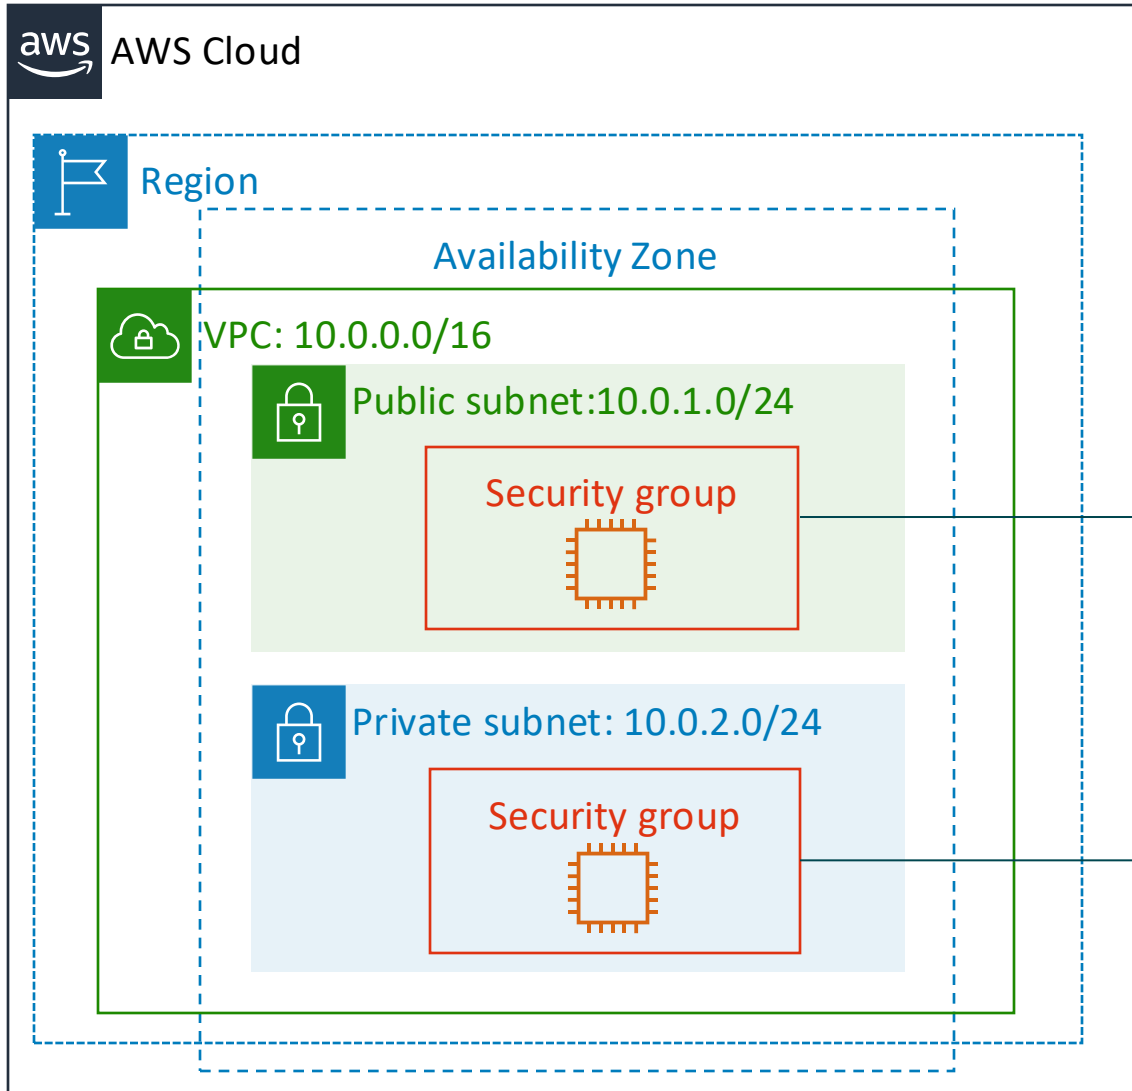 aws
AWS Cloud
Region
Availability Zone
VPC: 10.0.0.0/16
Public subnet:10.0.1.0/24
Security group
Private subnet: 10.0.2.0/24
Security group